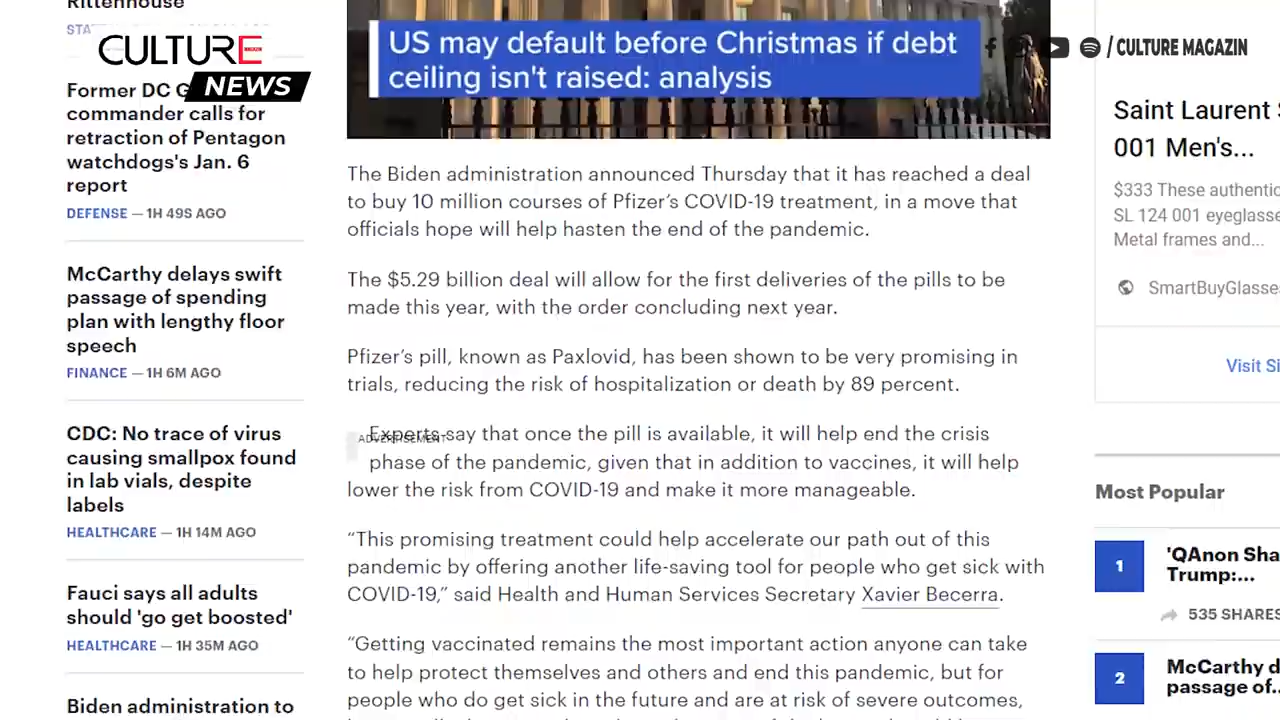 Rittenhouse
STA
CULTURE
NEWS
Former DC G
commander calls for
retraction of Pentagon
watchdogs's Jan. 6
report
DEFENSE — 1H 49S AGO
McCarthy delays swift
passage of spending
plan with lengthy floor
speech
FINANCE — 1H 6M AGO
CDC: No trace of virus
causing smallpox found
in lab vials, despite
labels
HEALTHCARE — 1H 14M AGO
Fauci says all adults
should 'go get boosted'
HEALTHCARE — 1H 35M AGO
Biden administration to
US may default before Christmas if debt
ceiling isn't raised: analysis
The Biden administration announced Thursday that it has reached a deal
to buy 10 million courses of Pfizer’s COVID-19 treatment, in a move that
officials hope will help hasten the end of the pandemic.
The $5.29 billion deal will allow for the first deliveries of the pills to be
made this year, with the order concluding next year.
Pfizer’s pill, known as Paxlovid, has been shown to be very promising in
trials, reducing the risk of hospitalization or death by 89 percent.
ADVERTISEMENT
Experts say that once the pill is available, it will help end the crisis
phase of the pandemic, given that in addition to vaccines, it will help
lower the risk from COVID-19 and make it more manageable.
“This promising treatment could help accelerate our path out of this
pandemic by offering another life-saving tool for people who get sick with
COVID-19,” said Health and Human Services Secretary Xavier Becerra.
“Getting vaccinated remains the most important action anyone can take
to help protect themselves and others and end this pandemic, but for
people who do get sick in the future and are at risk of severe outcomes,
/ CULTURE MAGAZIN
Saint Laurent S
001 Men's...
$333 These authentic
SL 124 001 eyeglasse
Metal frames and...
SmartBuyGlasse
Visit Si
Most Popular
1
'QAnon Sha
Trump:...
535 SHARES
2
McCarthy d
passage of..